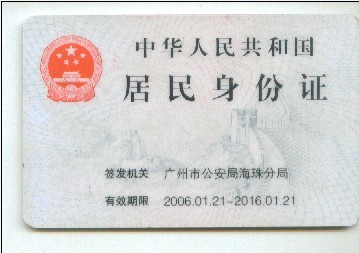 中华人民共和国
居民身份证
签发机关 广州市公安局海珠分局
有效期限 2006.01.21-2016.01.21